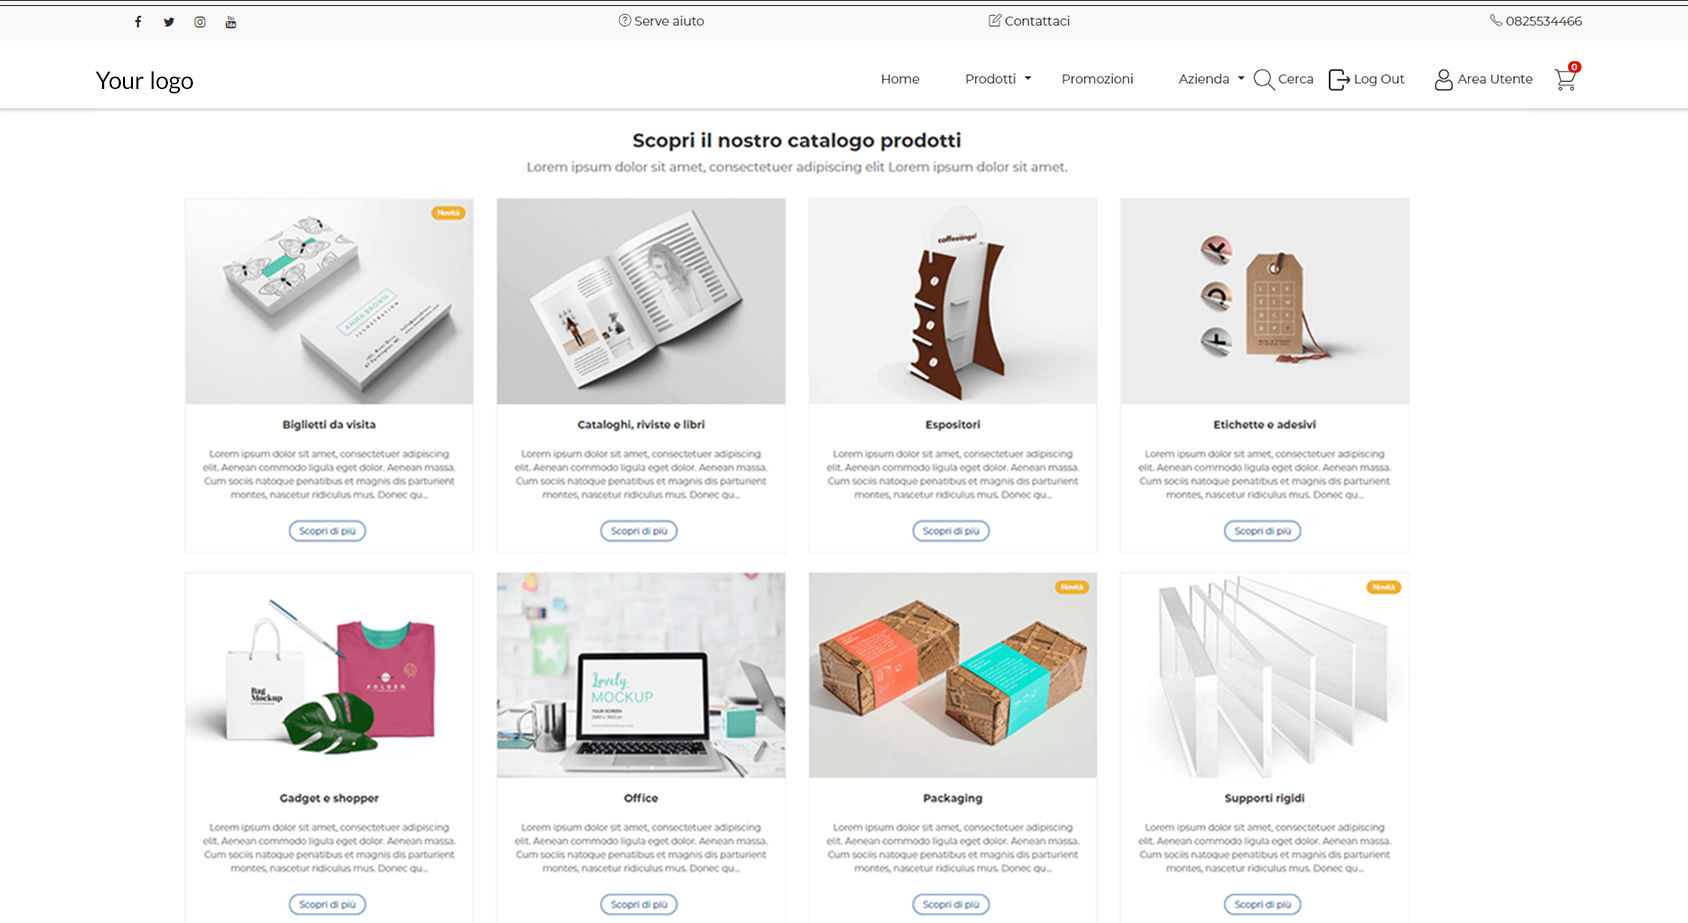 Serve aiuto
Contattaci
0825534466
Your logo
Home
Prodotti
Promozioni
Azienda
Cerca
Log Out
Area Utente
0
Scopri il nostro catalogo prodotti
Lorem ipsum dolor sit amet, consectetuer adipiscing elit Lorem ipsum dolor sit amet.
Novità
ANNA BROWN
ILLUSTRATION
coffeeangel
Biglietti da visita
Lorem ipsum dolor sit amet, consectetuer adipiscing
elit. Aenean commodo ligula eget dolor. Aenean massa.
Cum sociis natoque penatibus et magnis dis parturient
montes, nascetur ridiculus mus. Donec qu...
Scopri di più
Cataloghi, riviste e libri
Lorem ipsum dolor sit amet, consectetuer adipiscing
elit. Aenean commodo ligula eget dolor. Aenean massa.
Cum sociis natoque penatibus et magnis dis parturient
montes, nascetur ridiculus mus. Donec qu...
Scopri di più
Espositori
Lorem ipsum dolor sit amet, consectetuer adipiscing
elit. Aenean commodo ligula eget dolor. Aenean massa.
Cum sociis natoque penatibus et magnis dis parturient
montes, nascetur ridiculus mus. Donec qu...
Scopri di più
Etichette e adesivi
Lorem ipsum dolor sit amet, consectetuer adipiscing
elit. Aenean commodo ligula eget dolor. Aenean massa.
Cum sociis natoque penatibus et magnis dis parturient
montes, nascetur ridiculus mus. Donec qu...
Scopri di più
Bag
Mockup
FOLDED
Lovely
MOCKUP
YOUR SCREEN
Novità
Novità
Gadget e shopper
Lorem ipsum dolor sit amet, consectetuer adipiscing
elit. Aenean commodo ligula eget dolor. Aenean massa.
Cum sociis natoque penatibus et magnis dis parturient
montes, nascetur ridiculus mus. Donec qu...
Scopri di più
Office
Lorem ipsum dolor sit amet, consectetuer adipiscing
elit. Aenean commodo ligula eget dolor. Aenean massa.
Cum sociis natoque penatibus et magnis dis parturient
montes, nascetur ridiculus mus. Donec qu...
Scopri di più
Packaging
Lorem ipsum dolor sit amet, consectetuer adipiscing
elit. Aenean commodo ligula eget dolor. Aenean massa.
Cum sociis natoque penatibus et magnis dis parturient
montes, nascetur ridiculus mus. Donec qu...
Scopri di più
Supporti rigidi
Lorem ipsum dolor sit amet, consectetuer adipiscing
elit. Aenean commodo ligula eget dolor. Aenean massa.
Cum sociis natoque penatibus et magnis dis parturient
montes, nascetur ridiculus mus. Donec qu...
Scopri di più